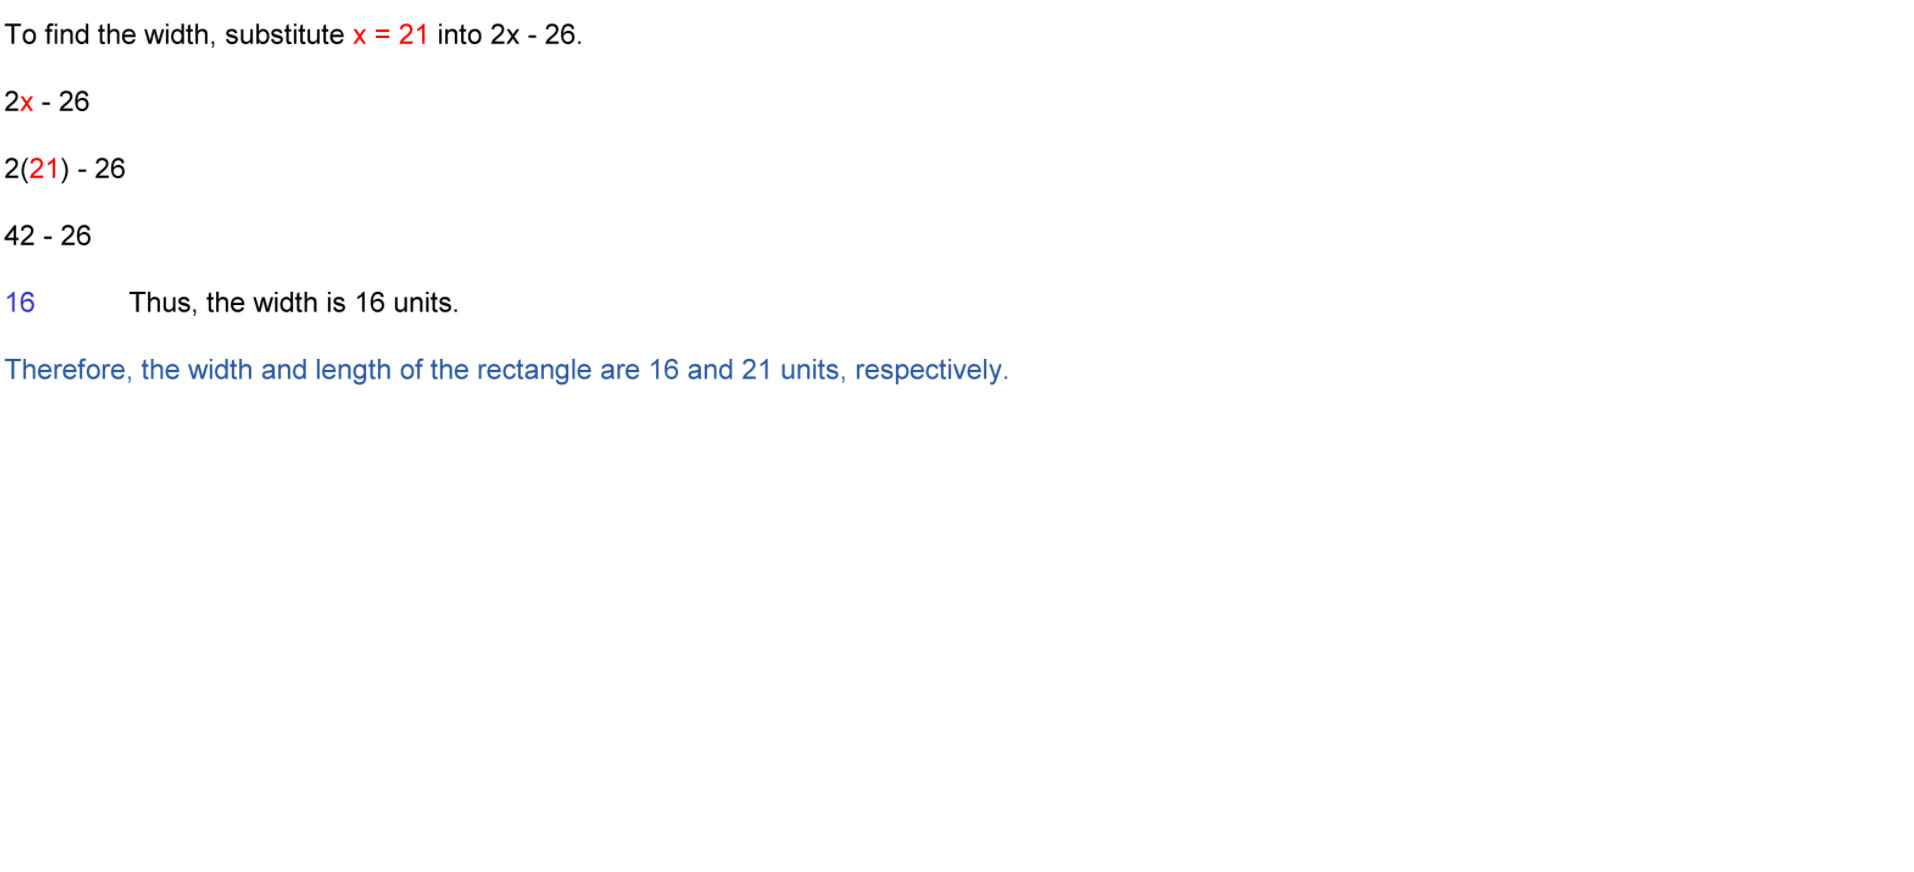 To find the width, substitute x = 21 into 2x - 26.
2x - 26
2(21) - 26
42 - 26
16 Thus, the width is 16 units.
Therefore, the width and length of the rectangle are 16 and 21 units, respectively.